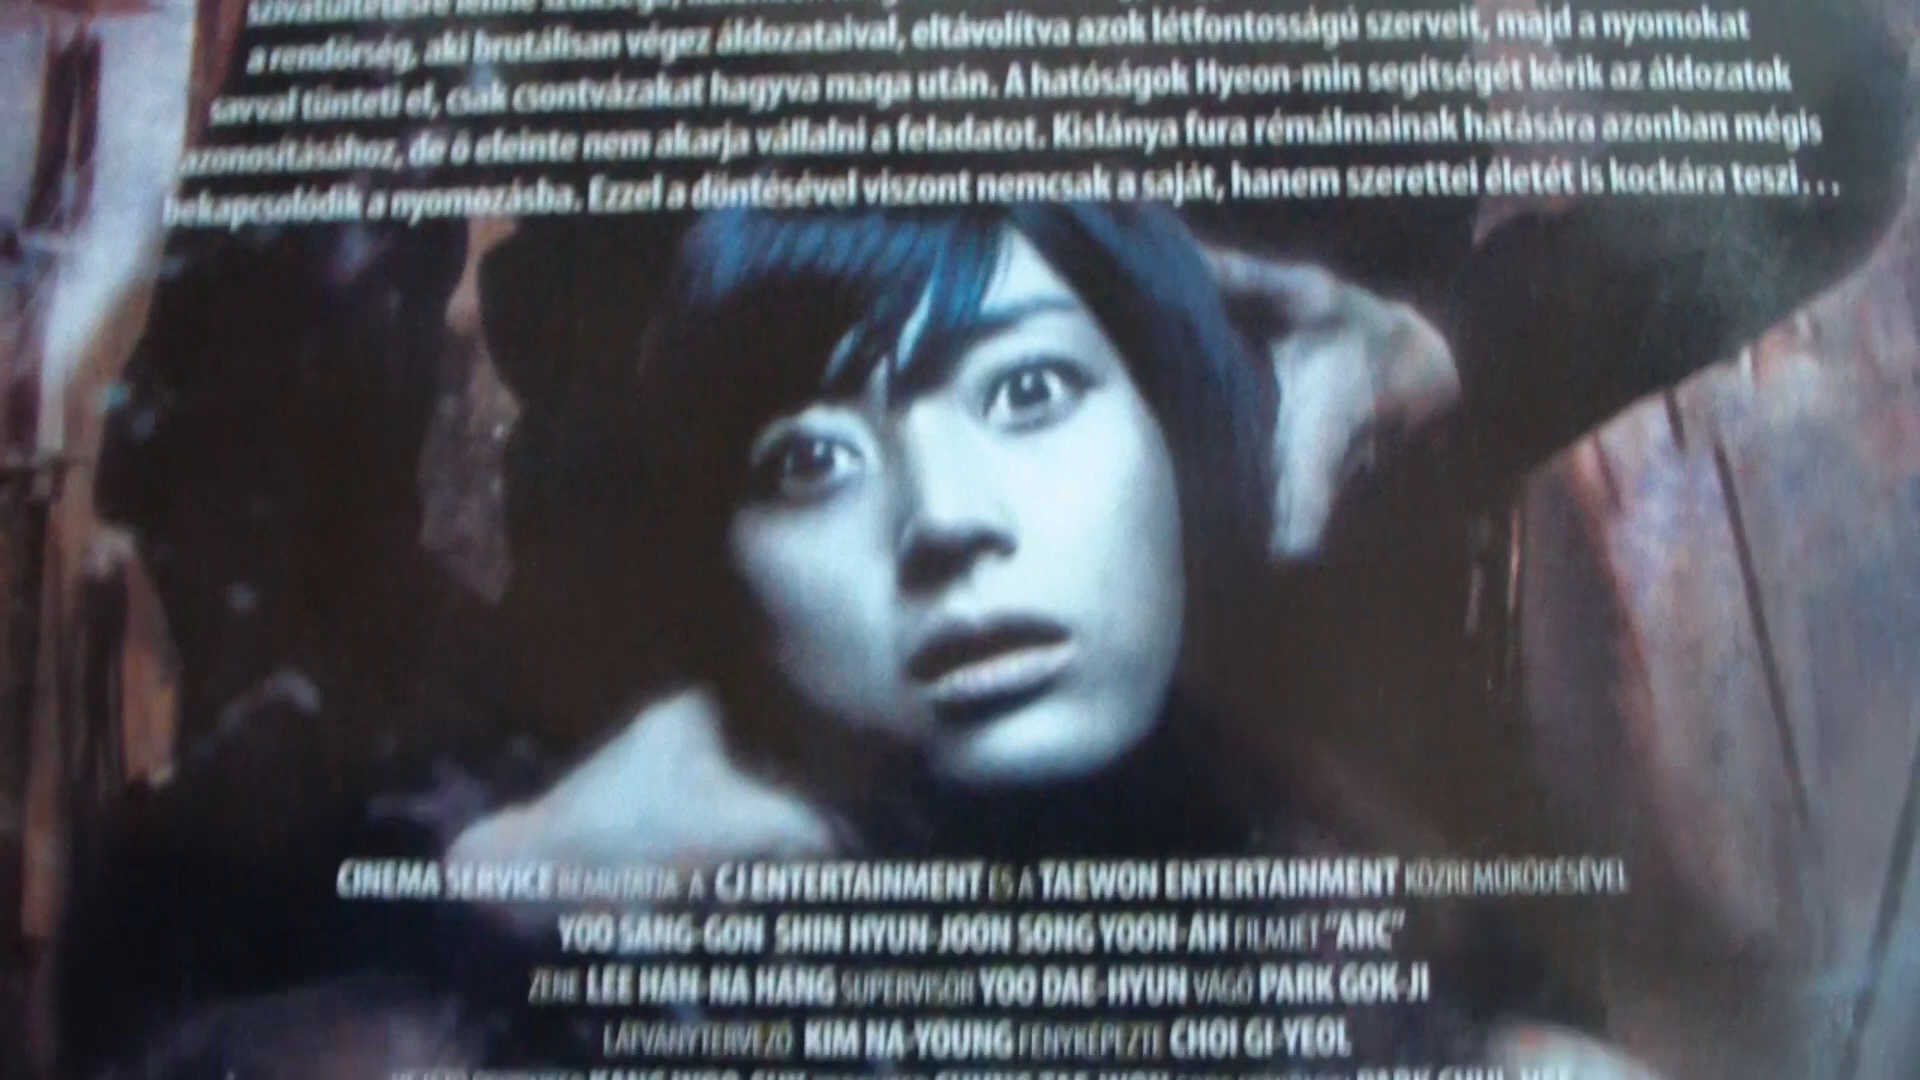 a rendőrség, aki brutálisan végez áldozataival, eltávolítva azok létfontosságú szerveit, majd a nyomokat
savval tünteti el, csak csontvázakat hagyva maga után. A hatóságok Hyeon-min segítségét kérik az áldozatok
azonosításához, de ő eleinte nem akarja vállalni a feladatot. Kislánya fura rémálmainak hatására azonban mégis
bekapcsolódik a nyomozásba. Ezzel a döntésével viszont nemcsak a saját, hanem szerettei életét is kockára teszi...
CINEMA SERVICE BEMUTATJA A CJ ENTERTAINMENT ÉS A TAEWON ENTERTAINMENT KÖZREMŰKÖDÉSÉVEL
YOO SANG-GON SHIN HYUN-JOON SONG YOON-AH FILMJET "ARC"
ZENE LEE HAN-NA HANG SUPERVISOR YOO DAE-HYUN VÁGÓ PARK GOK-JI
LÁTVÁNYTERVEZŐ KIM NA-YOUNG FÉNYKÉPEZTE CHOI GI-YEOL